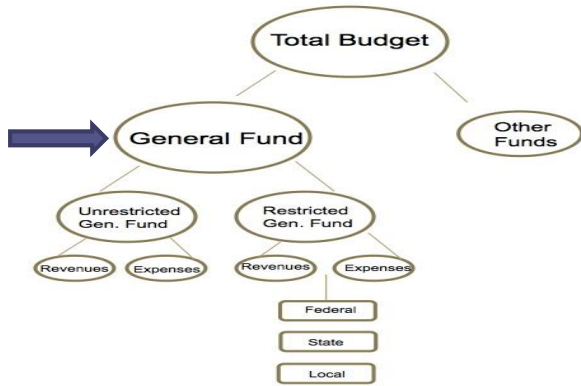 Total Budget
General Fund
Other
Funds
Unrestricted
Gen. Fund
Restricted
Gen. Fund
Revenues
Expenses
Revenues
Expenses
Federal
State
Local